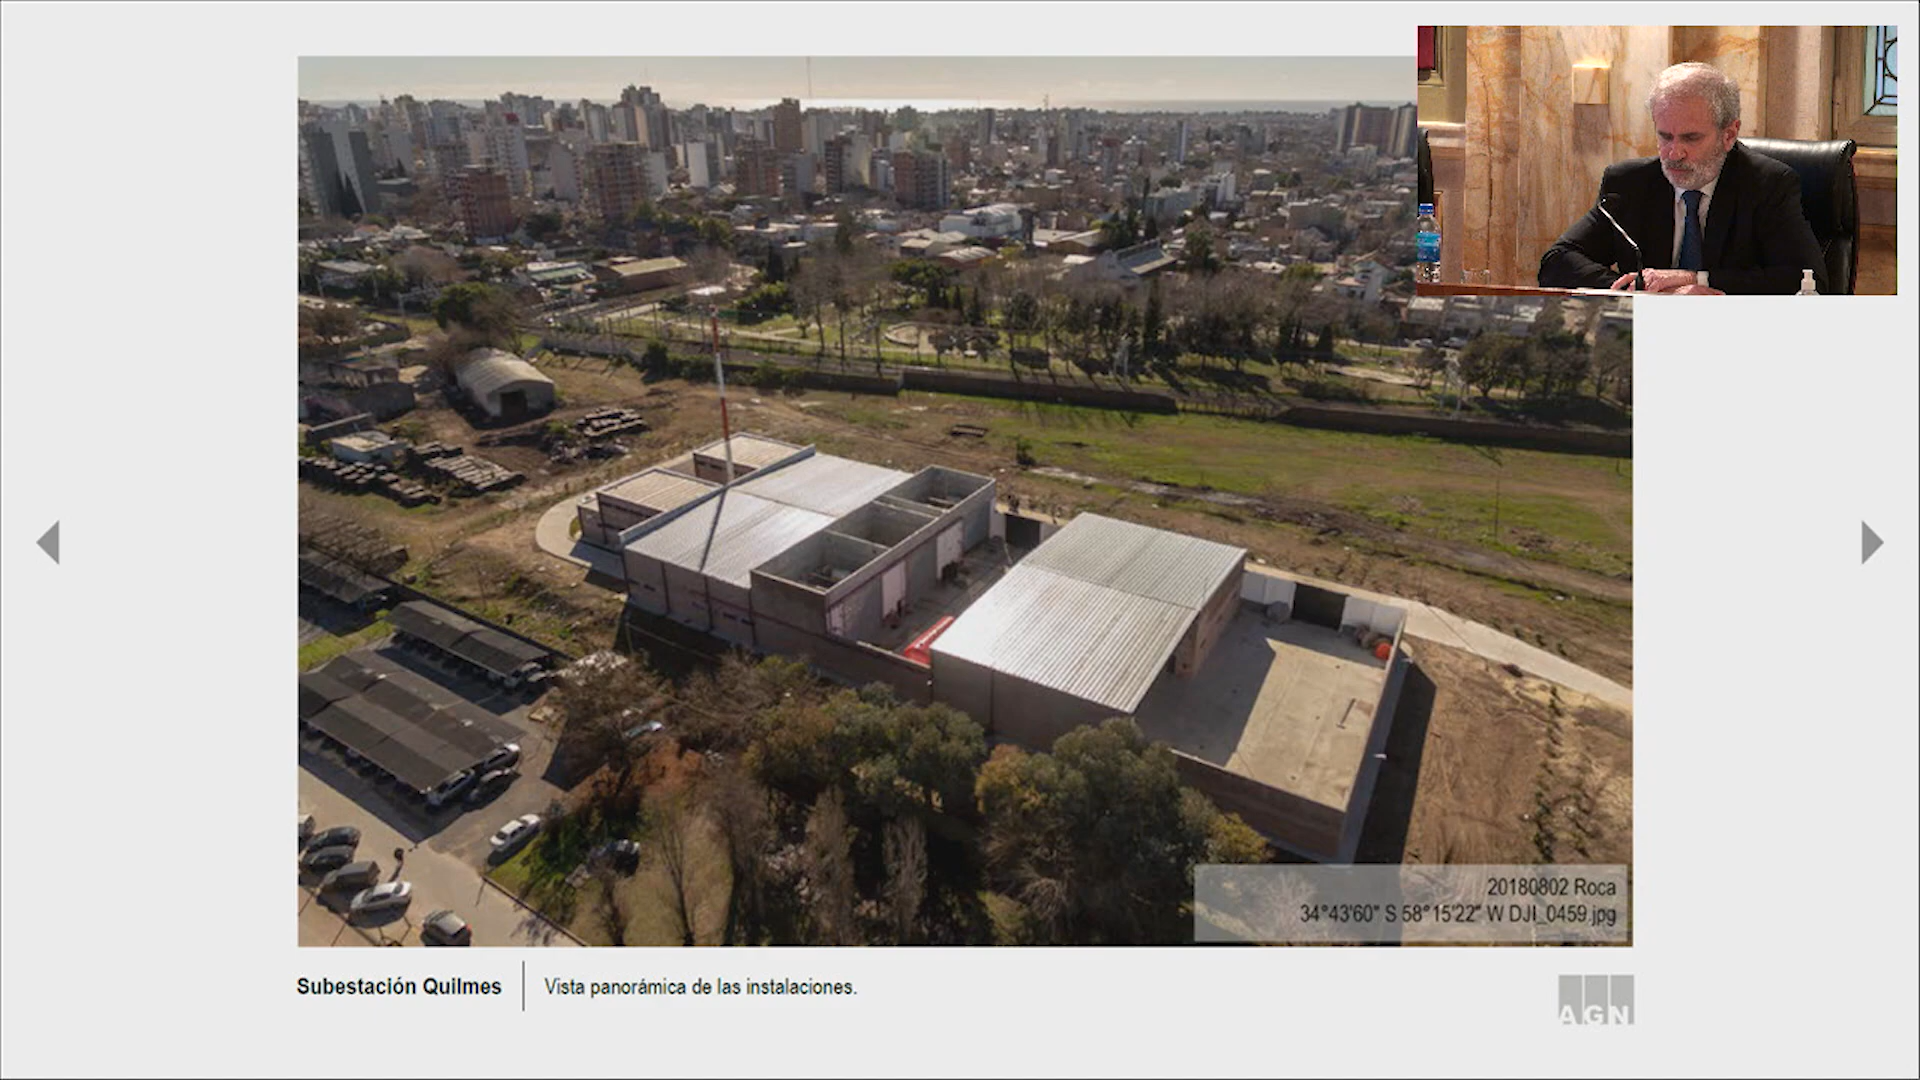 20180802 Roca
34°43'60" S 58°15'22" W DJI_0459.jpg
Subestación Quilmes
Vista panorámica de las instalaciones.
AGN